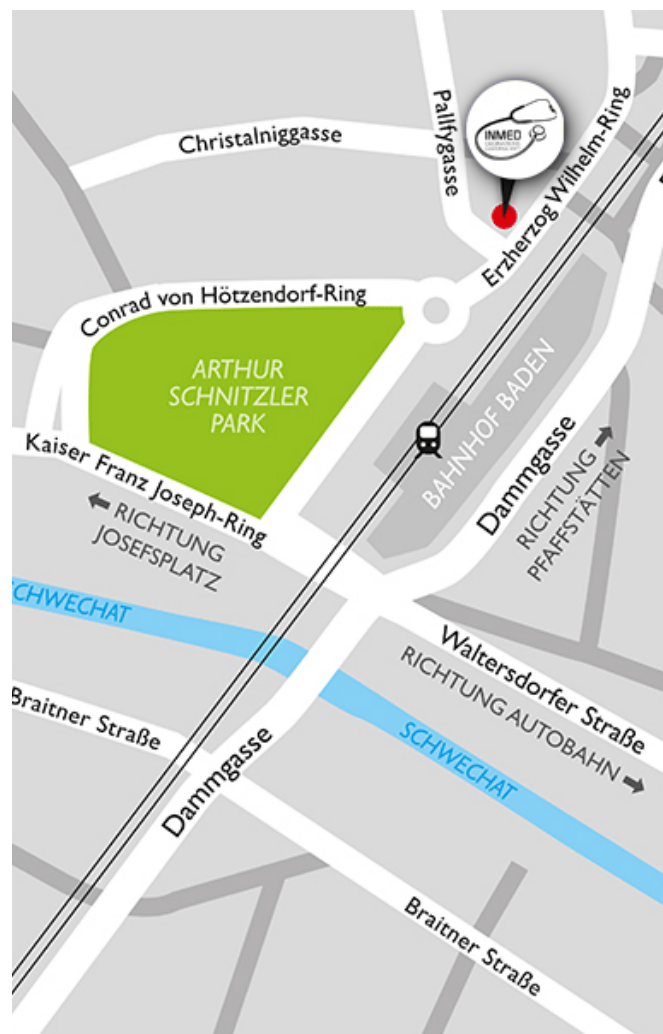 Christalniggasse
Pallfygasse
INMED
Erzherzog Wilhelm-Ring
Conrad von Hötzendorf-Ring
ARTHUR
SCHNITZLER
PARK
BAHNHOF BADEN
Dammgasse
Kaiser Franz Joseph-Ring
RICHTUNG
JOSEFSPLATZ
RICHTUNG
PFAFFSTÄTTEN
CHWECHAT
Waltersdorfer Straße
RICHTUNG AUTOBAHN
Braitner Straße
Dammgasse
SCHWECHAT
Braitner Straße